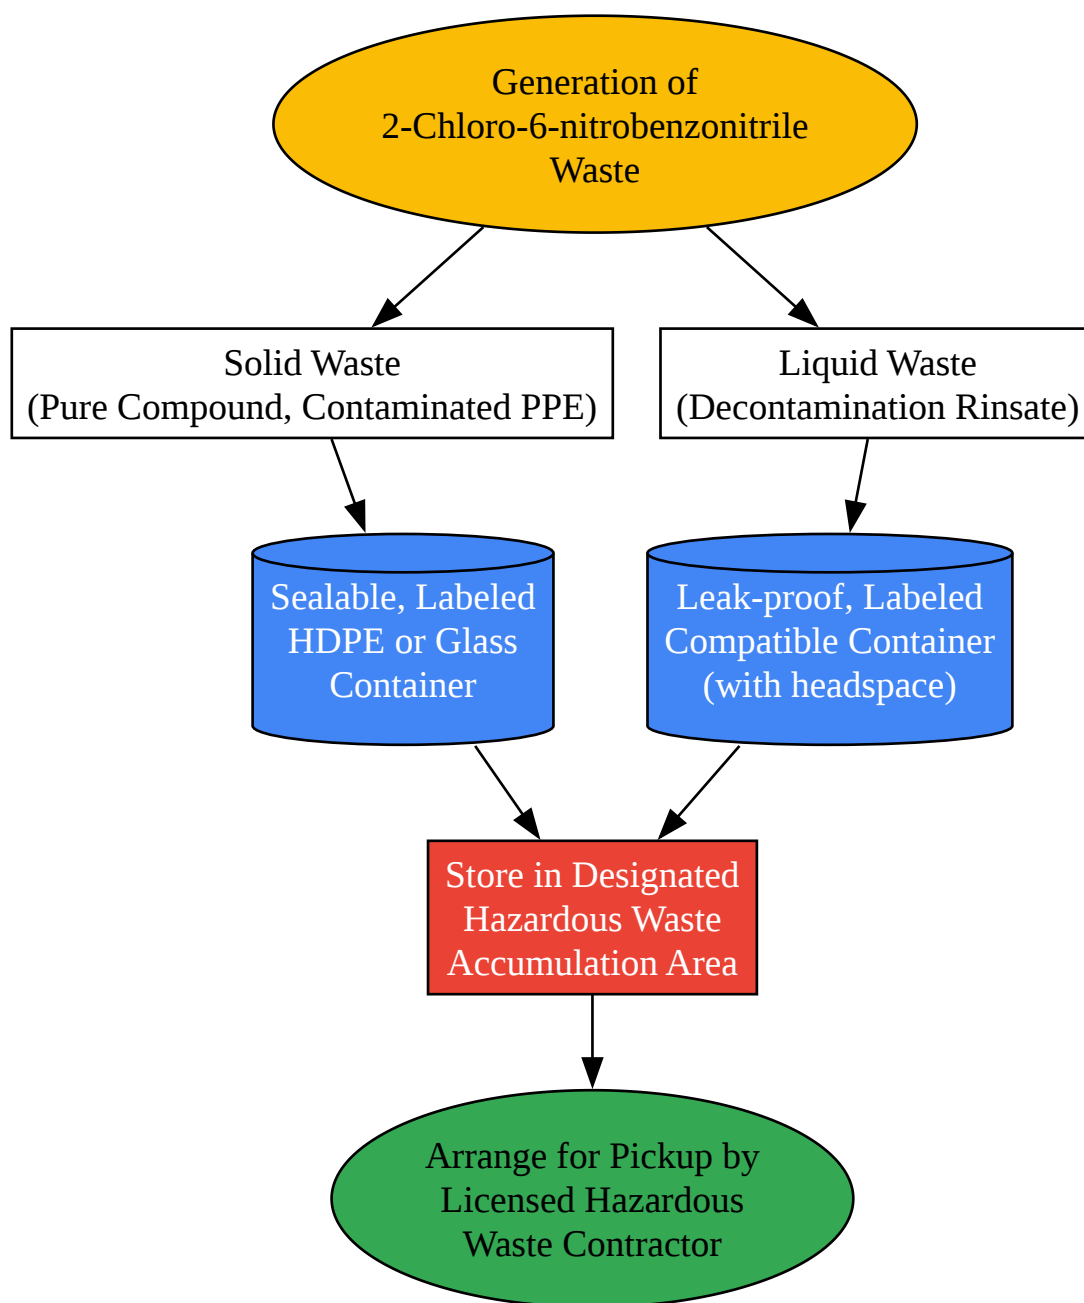 Generation of
2-Chloro-6-nitrobenzonitrile
Waste
Solid Waste
(Pure Compound, Contaminated PPE)
Liquid Waste
(Decontamination Rinsate)
Sealable, Labeled
HDPE or Glass
Container
Leak-proof, Labeled
Compatible Container
(with headspace)
Store in Designated
Hazardous Waste
Accumulation Area
Arrange for Pickup by
Licensed Hazardous
Waste Contractor